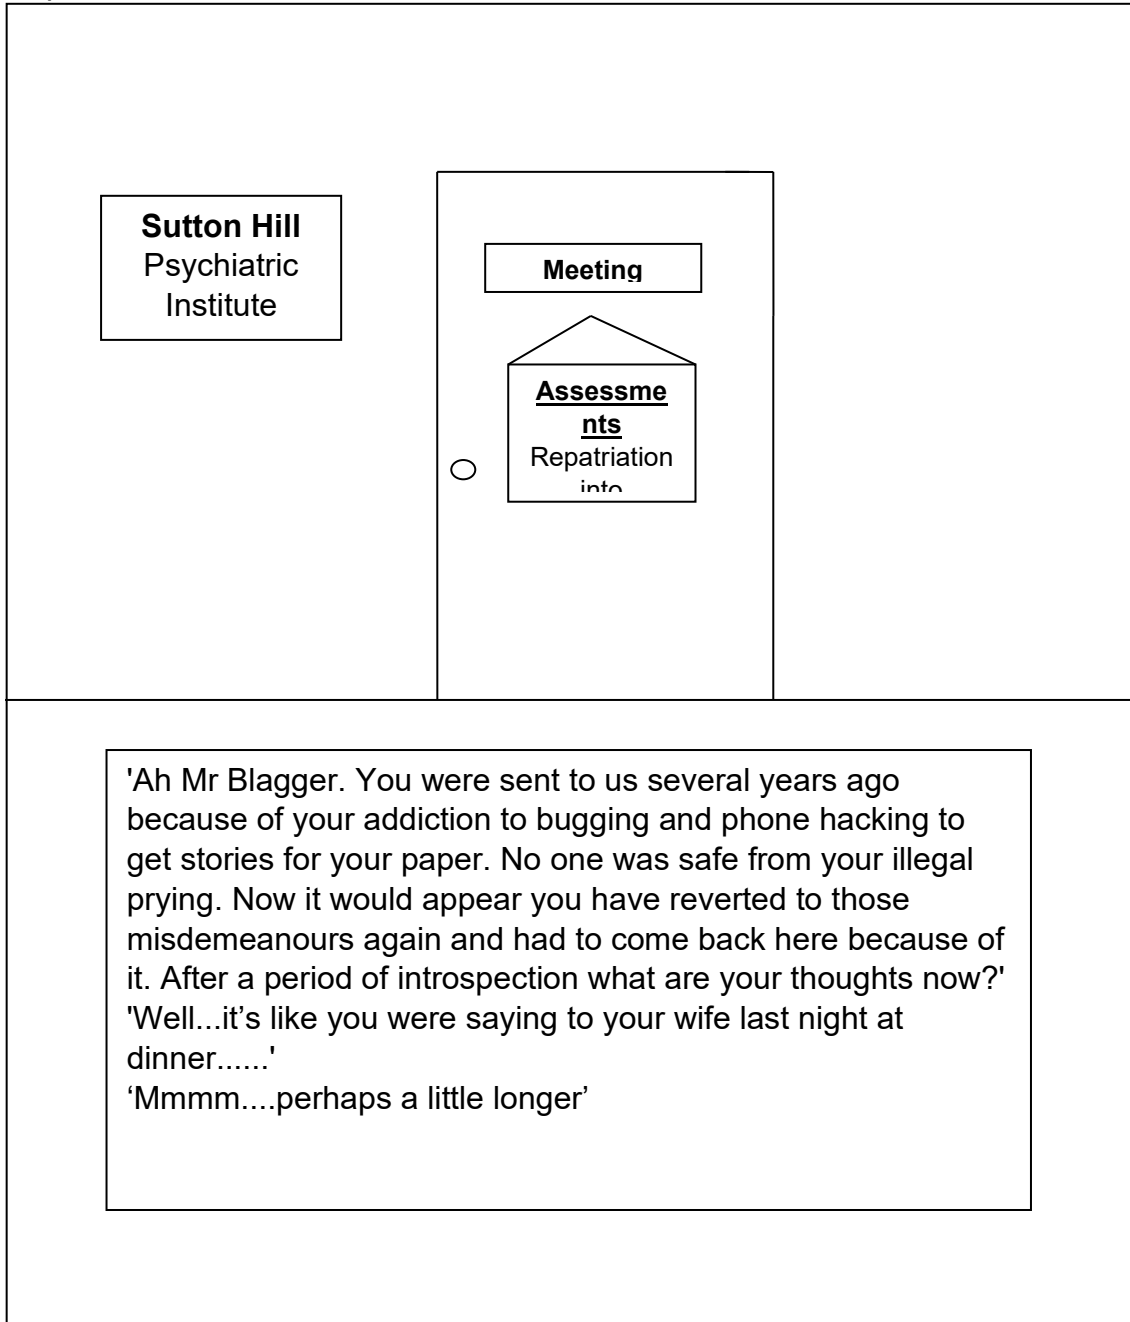 Sutton Hill
Psychiatric
Institute
Meeting
Assessme
nts
Repatriation
into
'Ah Mr Blagger. You were sent to us several years ago
because of your addiction to bugging and phone hacking to
get stories for your paper. No one was safe from your illegal
prying. Now it would appear you have reverted to those
misdemeanours again and had to come back here because of
it. After a period of introspection what are your thoughts now?'
'Well...it’s like you were saying to your wife last night at
dinner......'
‘Mmmm....perhaps a little longer’